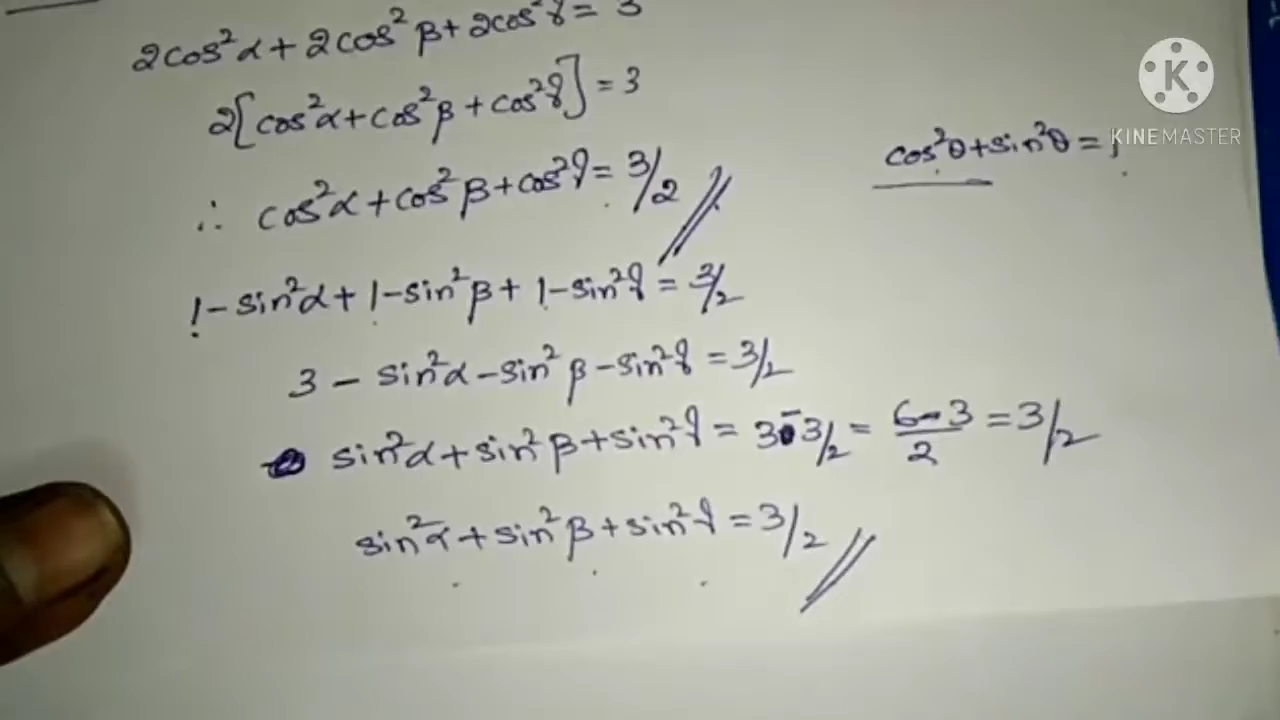 2cos²α + 2cos²β + 2cos²γ = 3
2[cos²α + cos²β + cos²γ] = 3
cos²θ + sin²θ = 1
∴ cos²α + cos²β + cos²γ = 3/2 //
1 - sin²α + 1 - sin²β + 1 - sin²γ = 3/2
3 - sin²α - sin²β - sin²γ = 3/2
sin²α + sin²β + sin²γ = 3 - 3/2 = (6-3)/2 = 3/2
sin²α + sin²β + sin²γ = 3/2 //
K
KINEMASTER